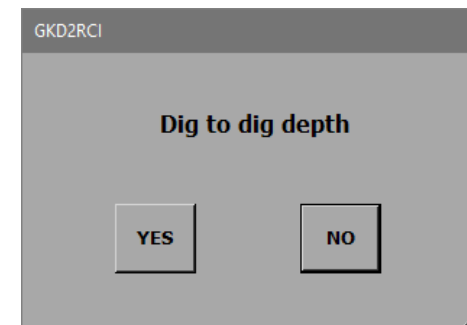 GKD2RCI
Dig to dig depth
YES NO